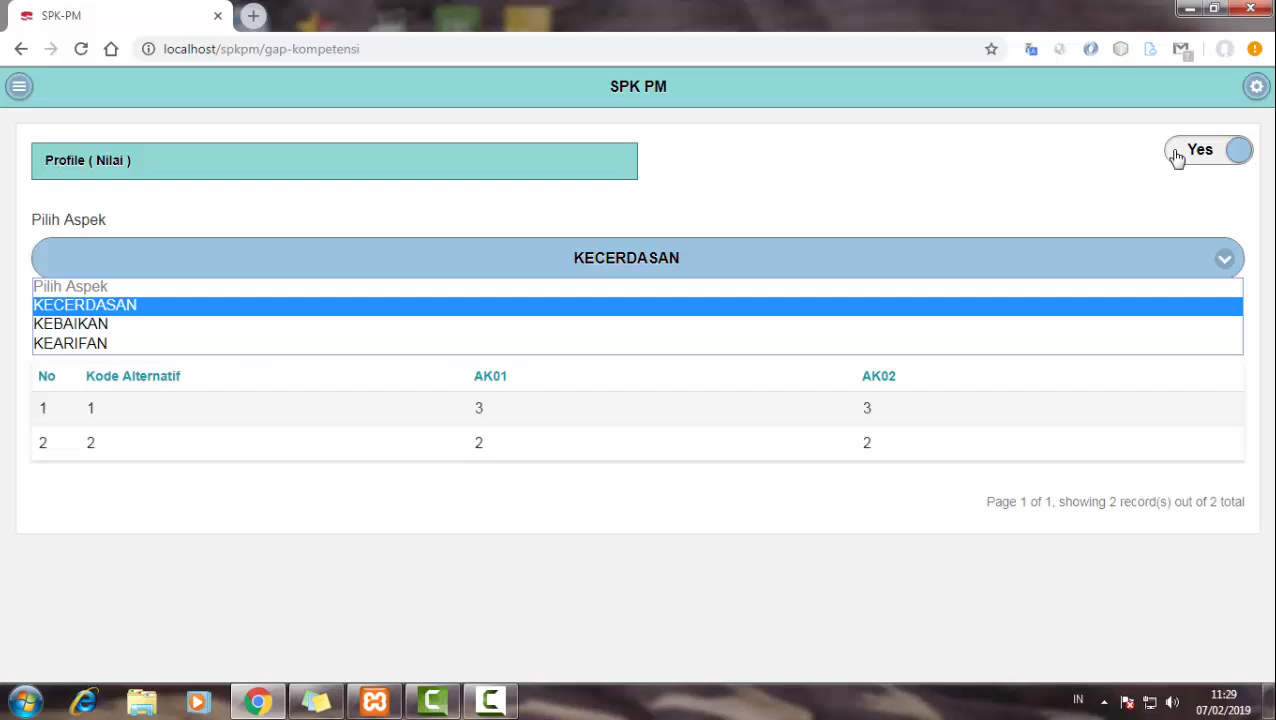 SPK-PM
localhost/spkpm/gap-kompetensi
SPK PM
Profile ( Nilai )
Yes
Pilih Aspek
KECERDASAN
Pilih Aspek
KECERDASAN
KEBAIKAN
KEARIFAN
No Kode Alternatif AK01 AK02
1 1 3 3
2 2 2 2
Page 1 of 1, showing 2 record(s) out of 2 total
IN
11:29
07/02/2019